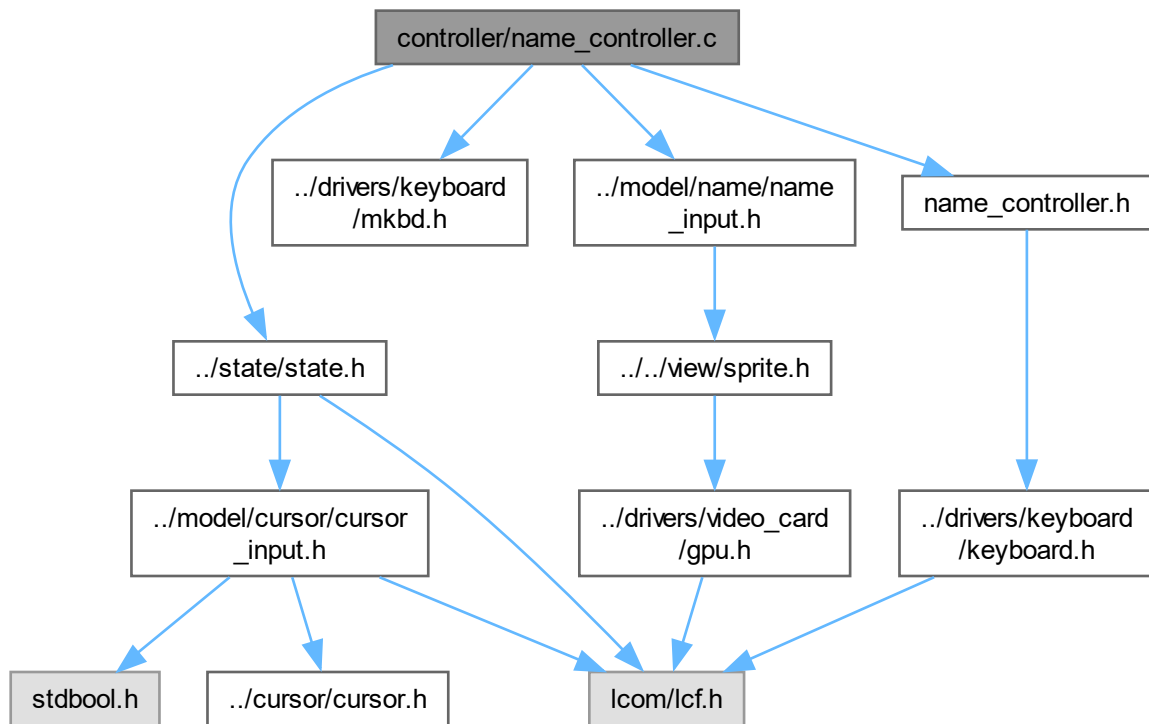 controller/name_controller.c
../drivers/keyboard
/mkbd.h
../model/name/name
_input.h
name_controller.h
../state/state.h
../../view/sprite.h
../model/cursor/cursor
_input.h
../drivers/video_card
/gpu.h
../drivers/keyboard
/keyboard.h
stdbool.h
../cursor/cursor.h
lcom/lcf.h